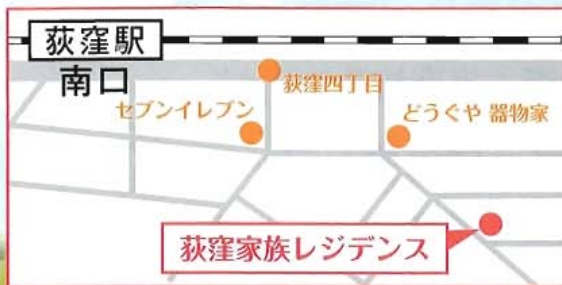 荻窪駅
南口
荻窪四丁目
セブンイレブン
どうぐや 器物家
荻窪家族レジデンス